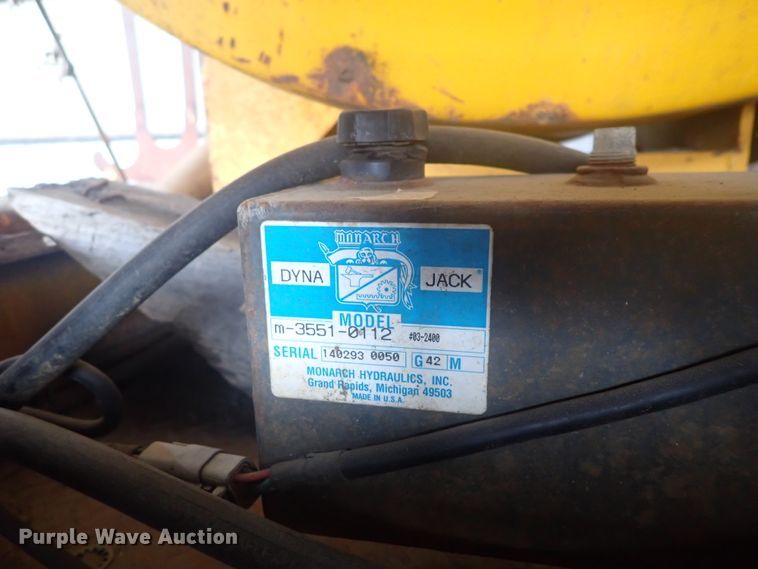 MONARCH
DYNA JACK®
MODEL
m-3551-0112 #03-2400
SERIAL 140293 0050 G 42 M
MONARCH HYDRAULICS, INC.
Grand Rapids, Michigan 49503
MADE IN U.S.A.
Purple Wave Auction